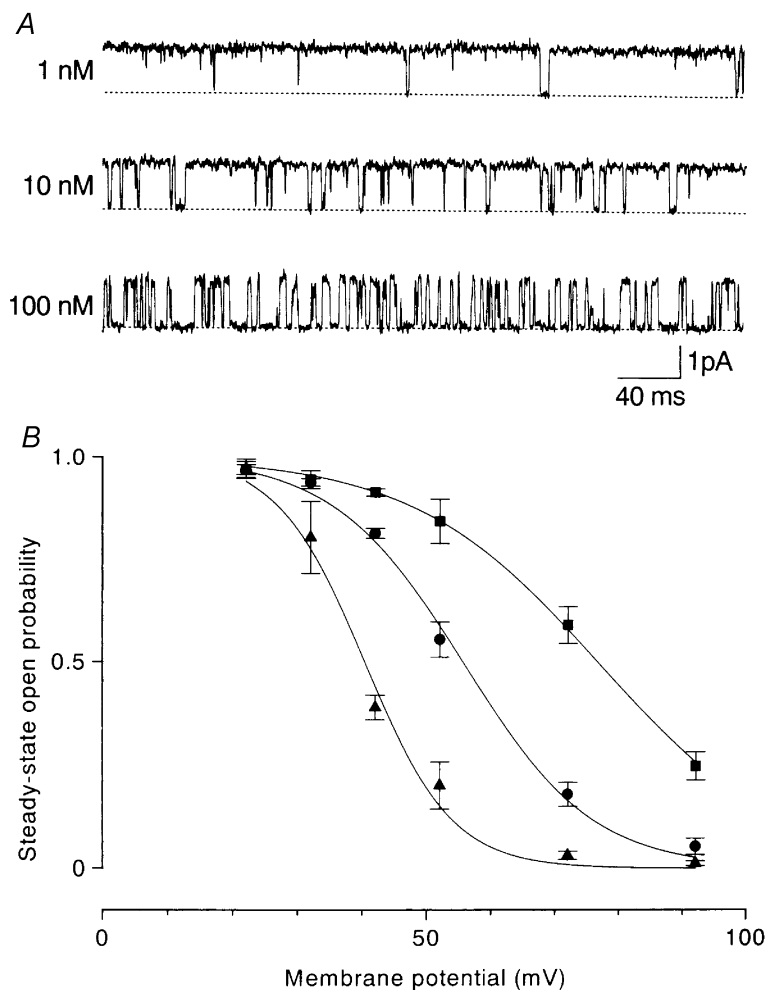 A
1 nM
10 nM
100 nM
1pA
40 ms
B
1.0
0.5
0
Steady-state open probability
0
50
100
Membrane potential (mV)